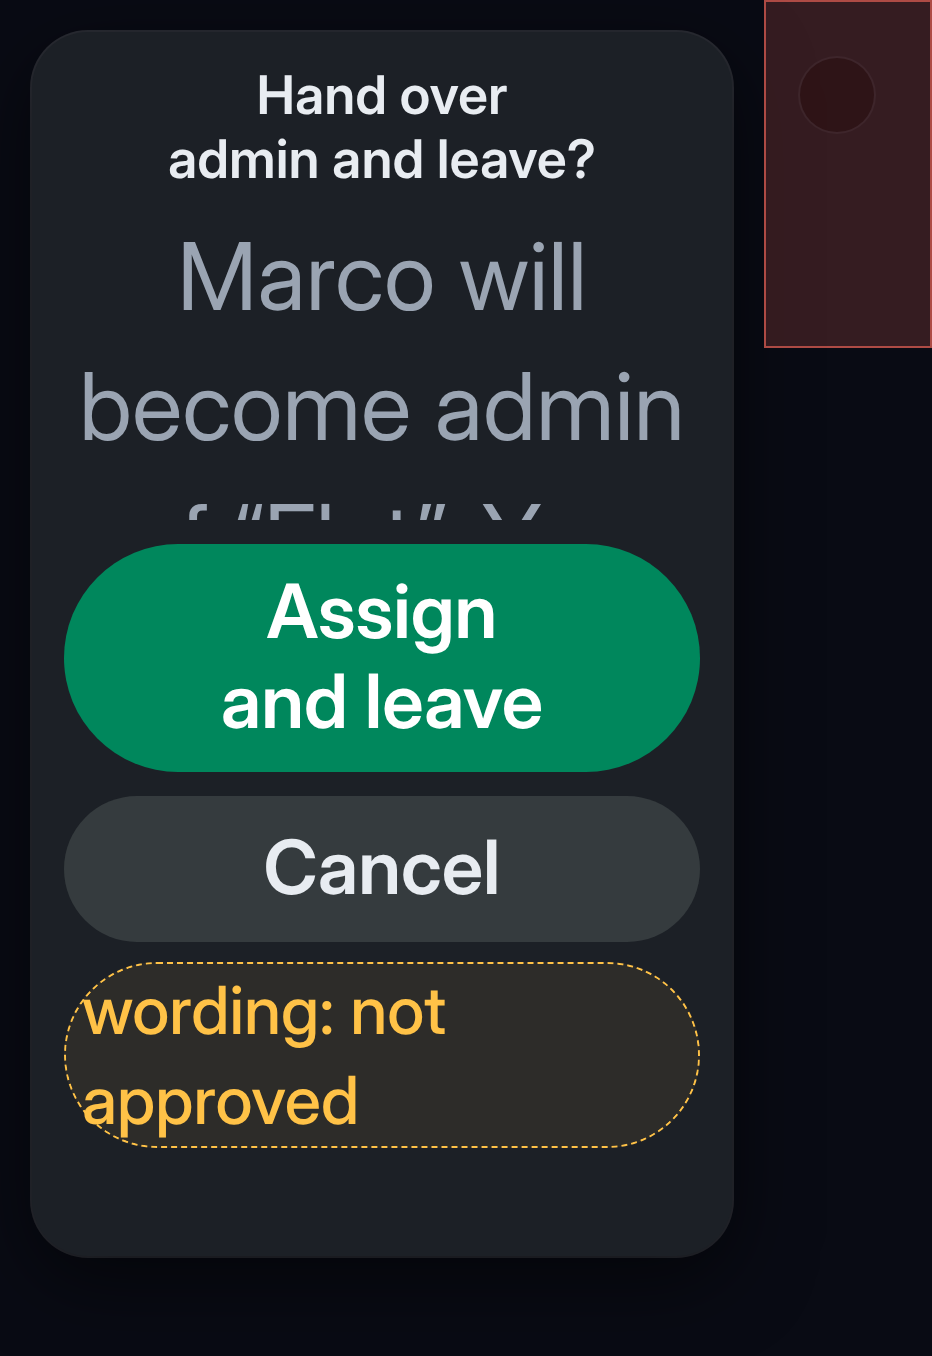 Hand over
admin and leave?
Marco will
become admin
Assign
and leave
Cancel
wording: not
approved